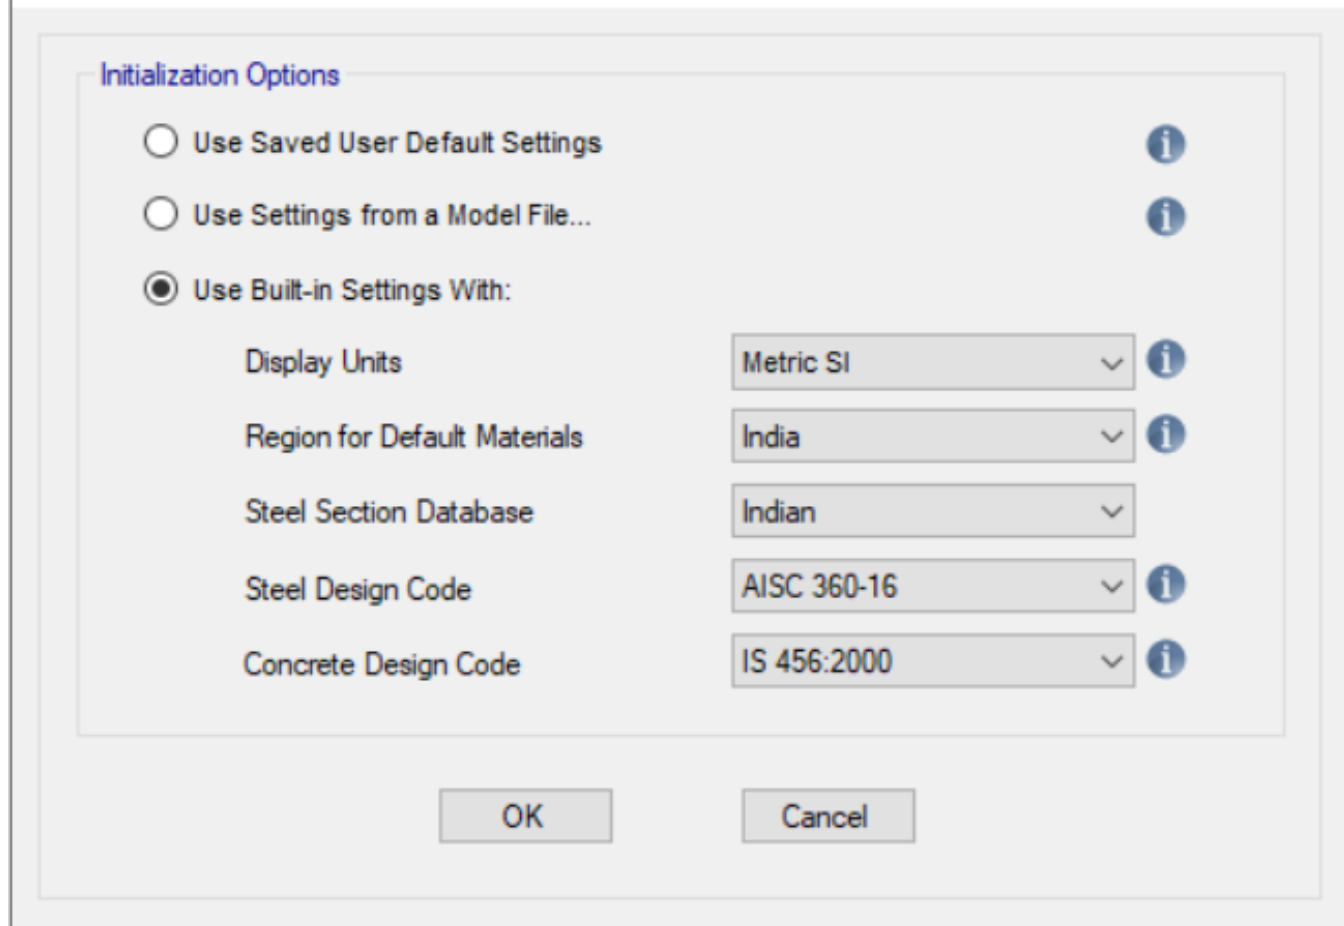 Initialization Options
Use Saved User Default Settings
Use Settings from a Model File...
Use Built-in Settings With:
Display Units Metric SI
Region for Default Materials India
Steel Section Database Indian
Steel Design Code AISC 360-16
Concrete Design Code IS 456:2000
OK Cancel